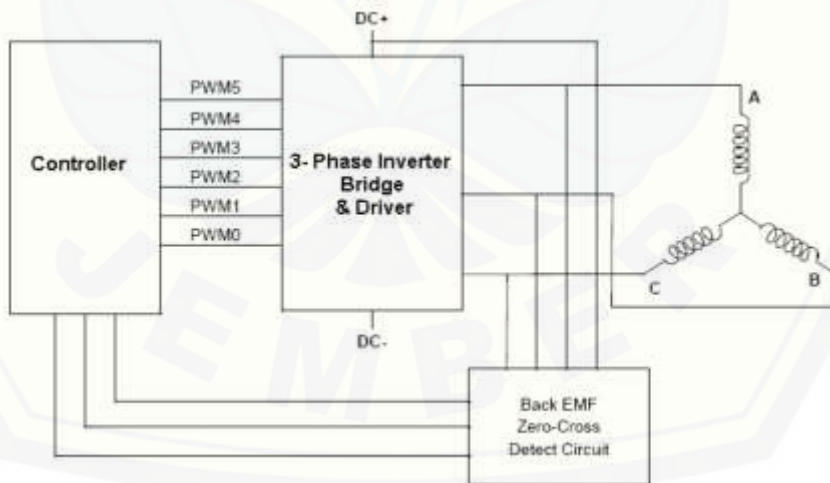 DC+
PWM5
PWM4
PWM3
PWM2
PWM1
PWM0
Controller
3- Phase Inverter
Bridge
& Driver
A
B
C
DC-
Back EMF
Zero-Cross
Detect Circuit
JEMBER